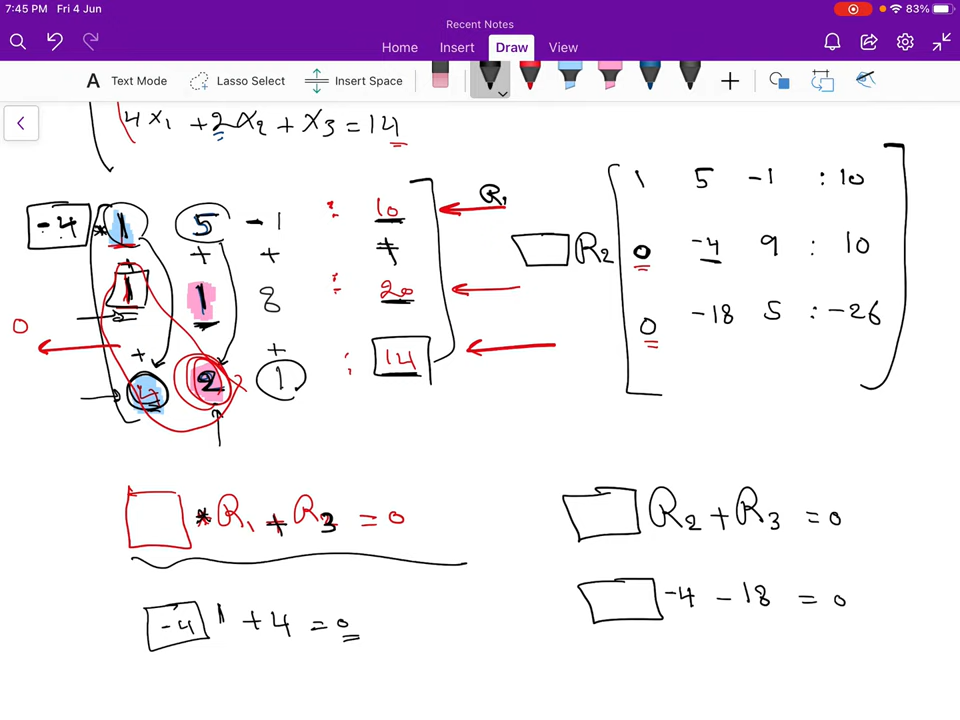 7:45 PM Fri 4 Jun 83%
Recent Notes
Home Insert Draw View
A Text Mode Lasso Select Insert Space
4x₁ + 2x₂ + x₃ = 14
-4 * 1 5 -1 : 10 R₁
+ + +
1 1 8 : 20
+ +
4 2 x 1 : 14
0
1 5 -1 : 10
R2 0 -4 9 : 10
0 -18 5 : -26
* R₁ + R3 = 0
-4 1 + 4 = 0
R2 + R3 = 0
-4 - 18 = 0